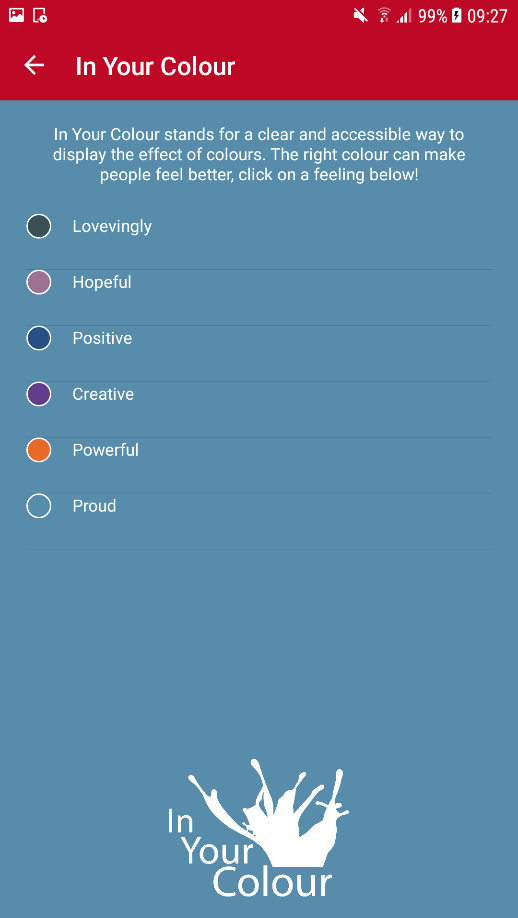 99% 09:27
In Your Colour
In Your Colour stands for a clear and accessible way to
display the effect of colours. The right colour can make
people feel better, click on a feeling below!
Lovevingly
Hopeful
Positive
Creative
Powerful
Proud
In
Your
Colour